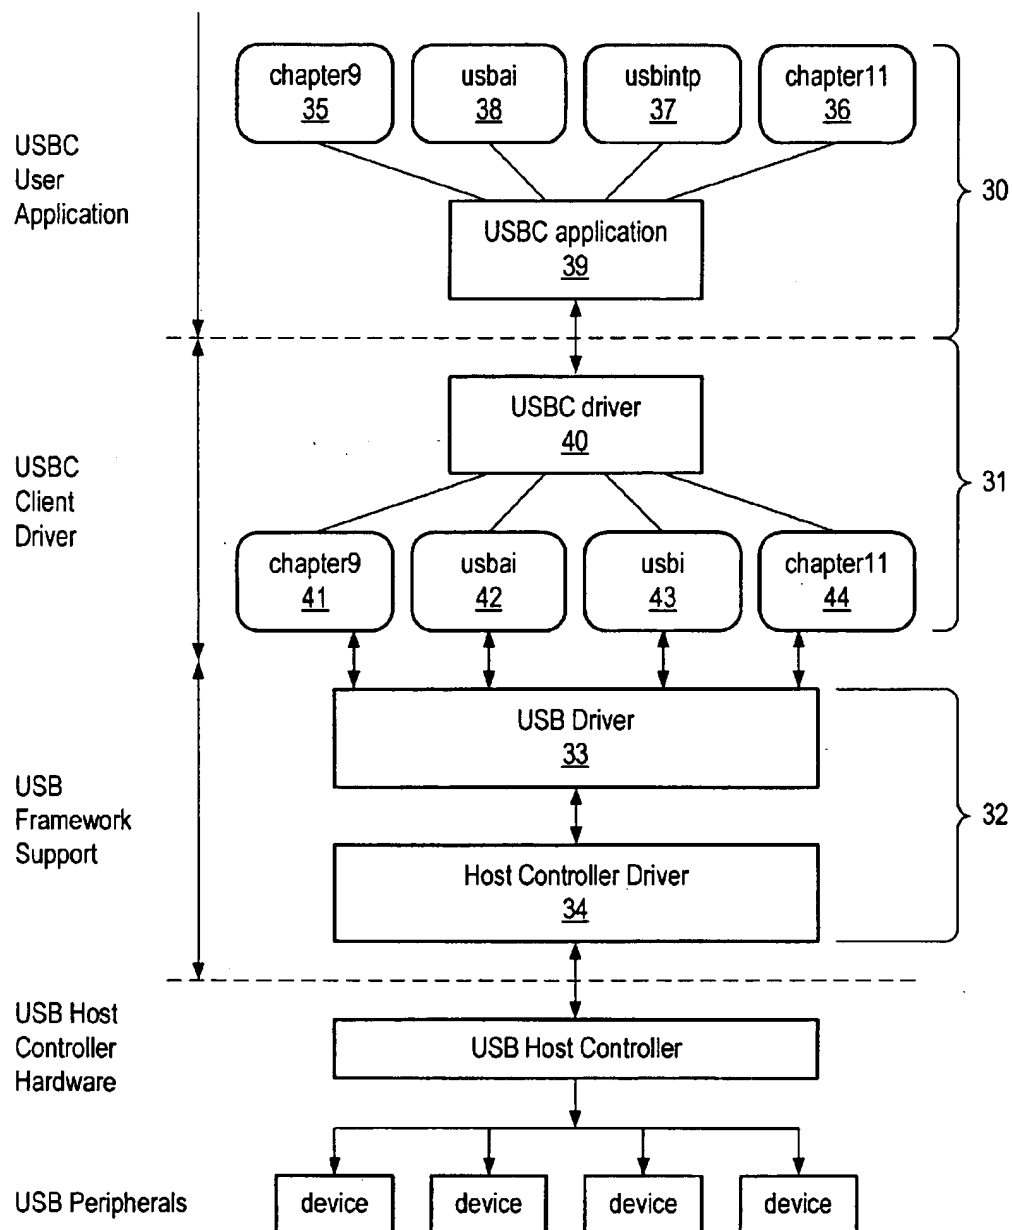 chapter9
35
usbai
38
usbintp
37
chapter11
36
USBC
User
Application
30
USBC application
39
USBC driver
40
USBC
Client
Driver
31
chapter9
41
usbai
42
usbi
43
chapter11
44
USB Driver
33
USB
Framework
Support
32
Host Controller Driver
34
USB Host
Controller
Hardware
USB Host Controller
USB Peripherals
device
device
device
device